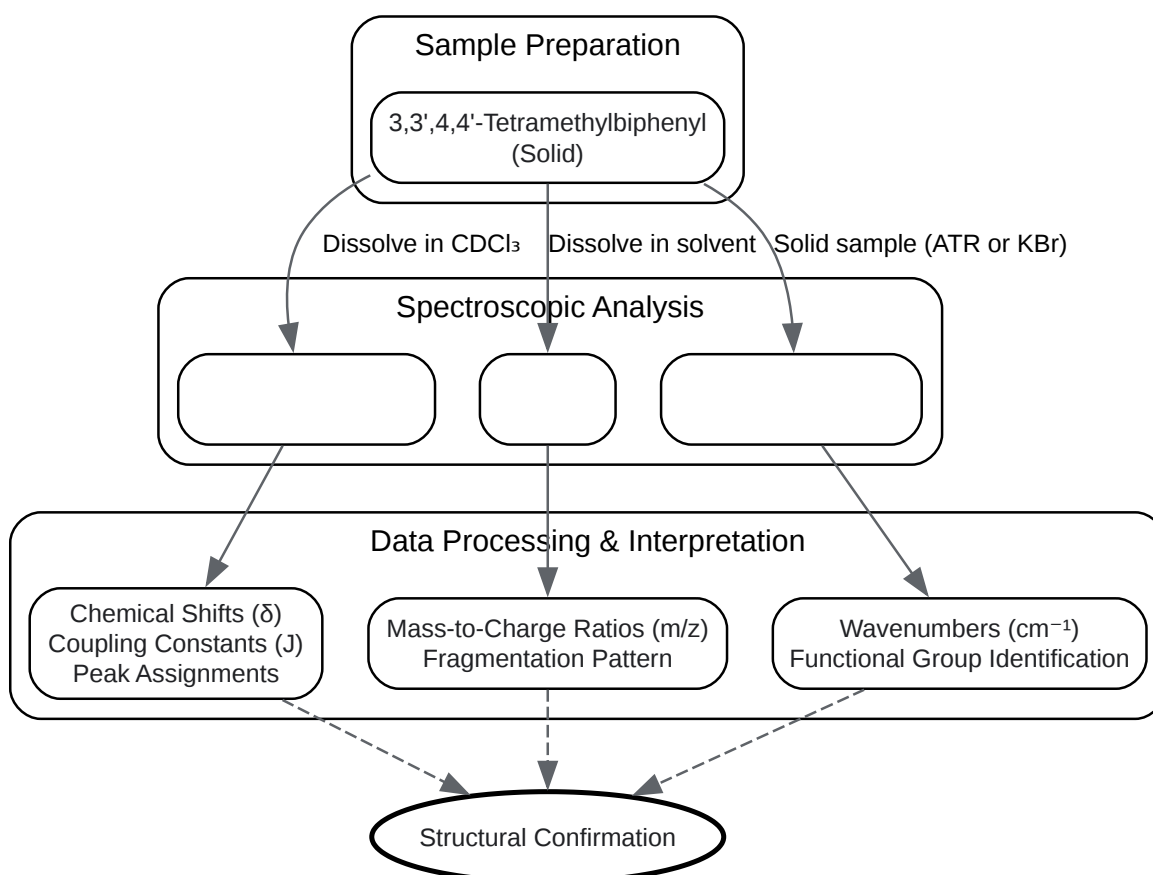 Sample Preparation
3,3',4,4'-Tetramethylbiphenyl
(Solid)
Dissolve in CDCl₃
Dissolve in solvent
Solid sample (ATR or KBr)
Spectroscopic Analysis
Data Processing & Interpretation
Chemical Shifts (δ)
Coupling Constants (J)
Peak Assignments
Mass-to-Charge Ratios (m/z)
Fragmentation Pattern
Wavenumbers (cm⁻¹)
Functional Group Identification
Structural Confirmation